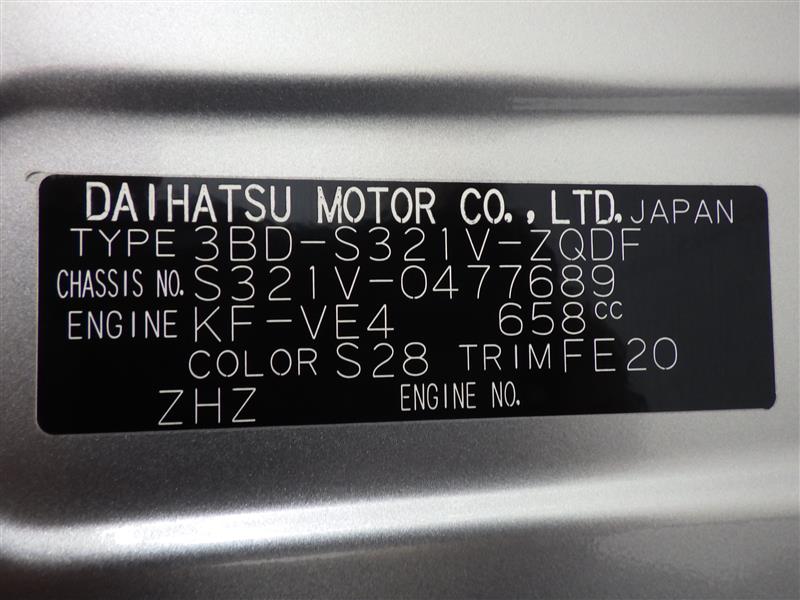 DAIHATSU MOTOR CO., LTD. JAPAN
TYPE 3BD-S321V-ZQDF
CHASSIS NO. S321V-0477689
ENGINE KF-VE4 658cc
COLOR S28 TRIM FE20
ZHZ ENGINE NO.